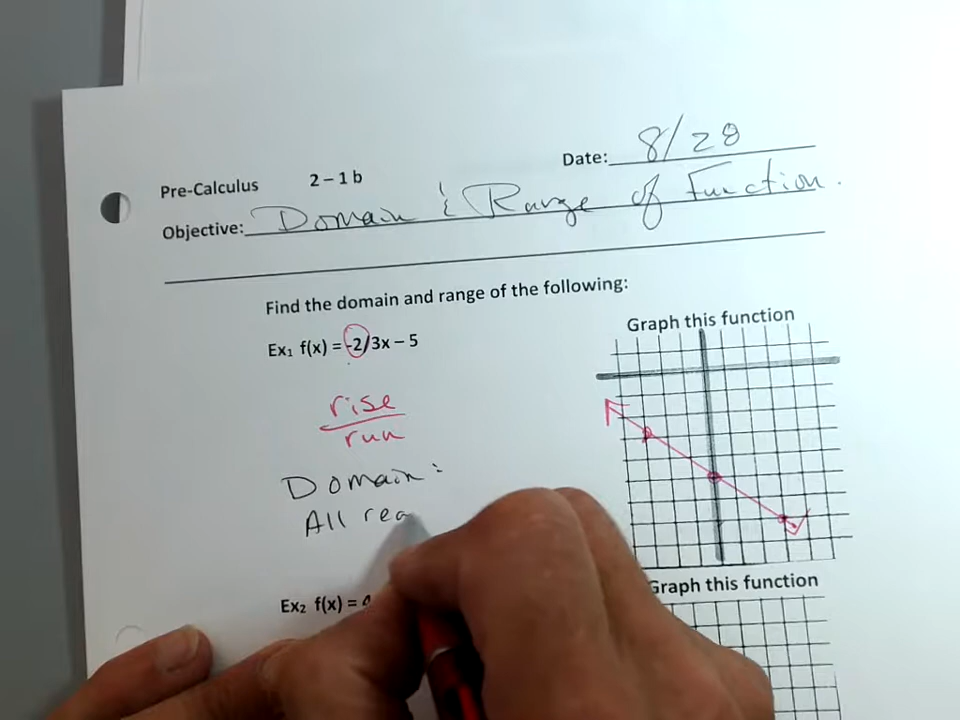 Pre-Calculus 2 – 1 b Date: 8/28
Objective: Domain & Range of Function.
Find the domain and range of the following:
Ex1 f(x) = -2/3x – 5
Graph this function
rise
run
Domain:
All rea
Ex2 f(x) =
Graph this function